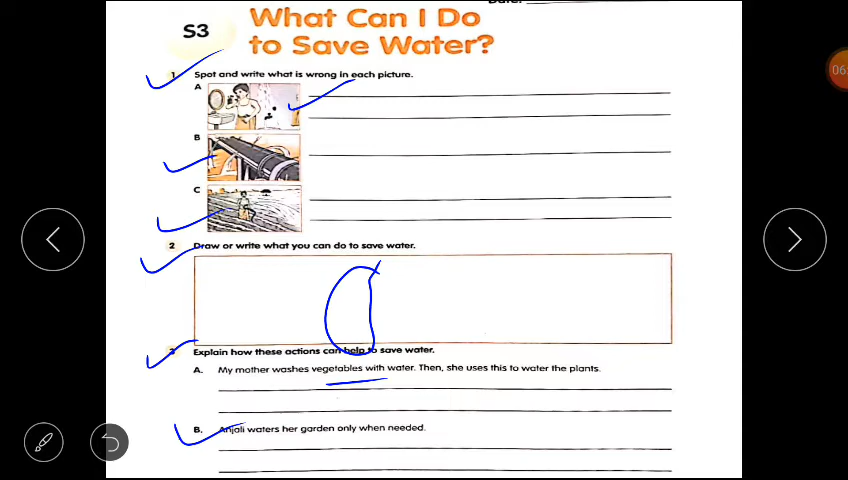 Date:
S3
What Can I Do
to Save Water?
1 Spot and write what is wrong in each picture.
A
B
C
2 Draw or write what you can do to save water.
Explain how these actions can help to save water.
A. My mother washes vegetables with water. Then, she uses this to water the plants.
B. Anjali waters her garden only when needed.
06: